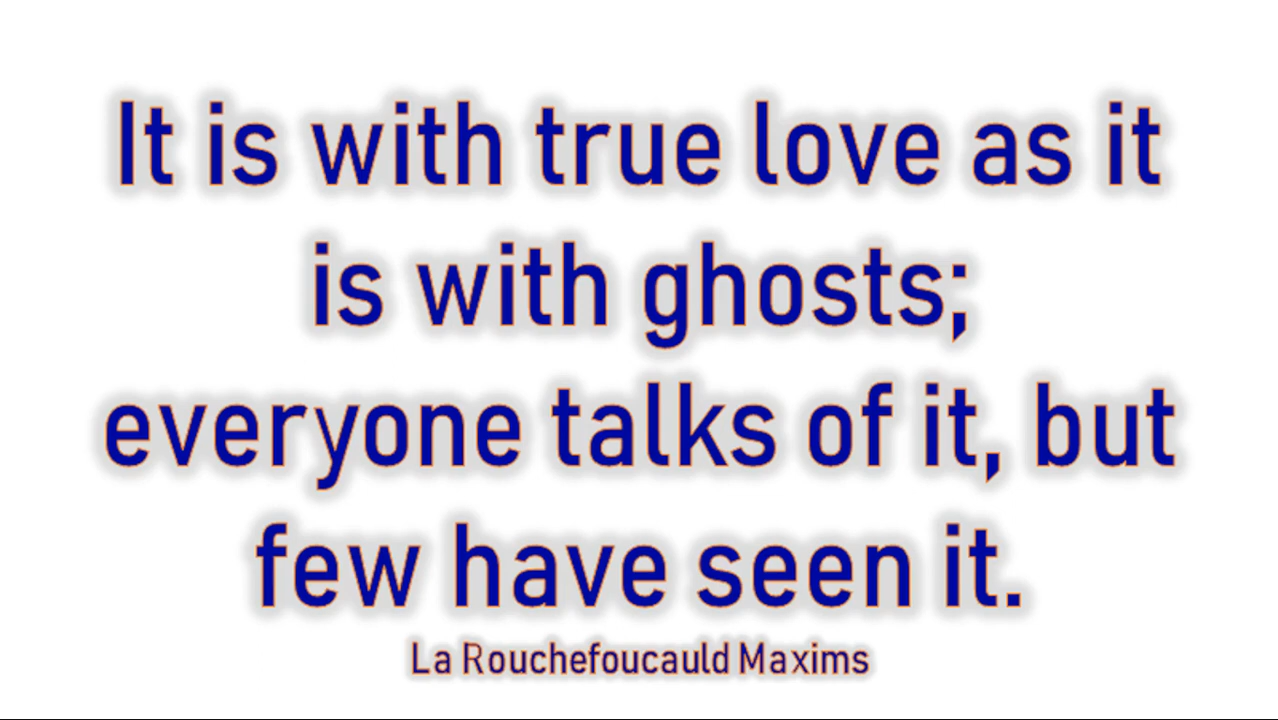 It is with true love as it
is with ghosts;
everyone talks of it, but
few have seen it.
La Rouchefoucauld Maxims